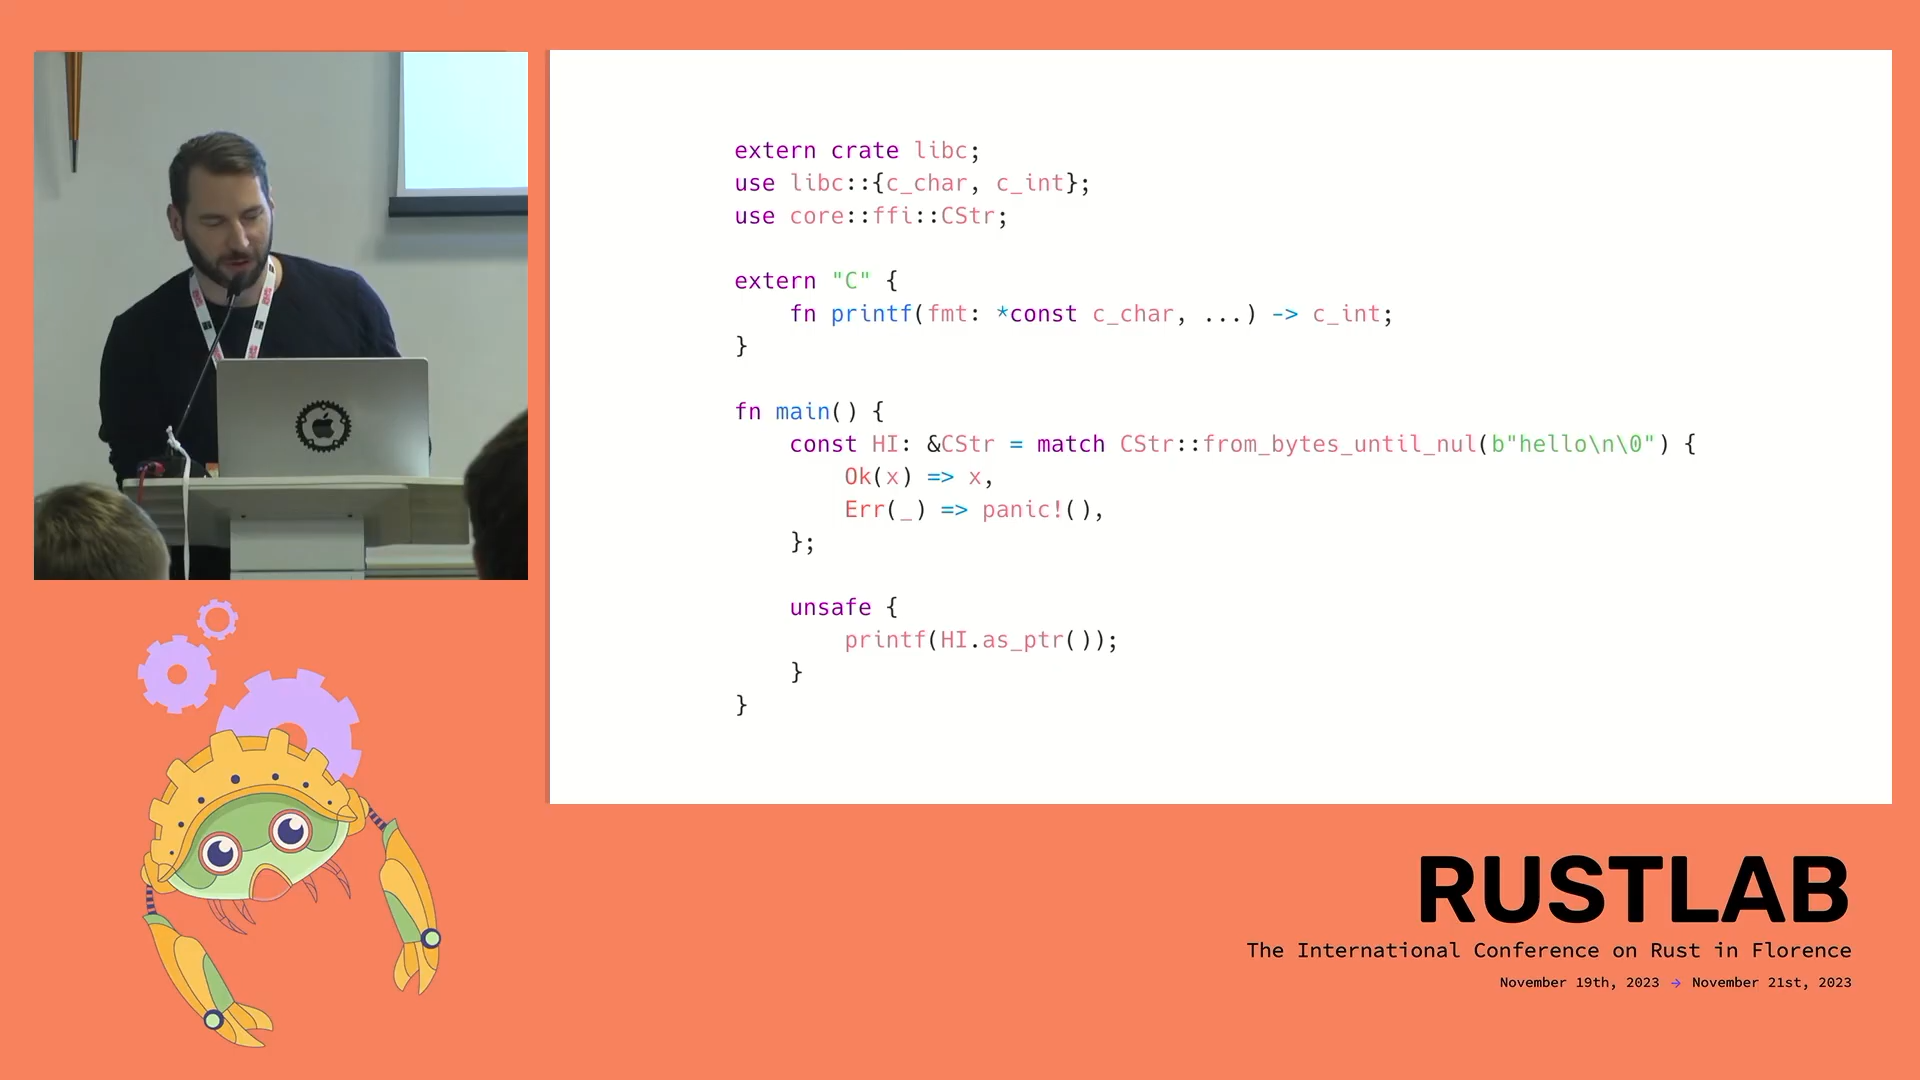 extern crate libc;
use libc::{c_char, c_int};
use core::ffi::CStr;
extern "C" {
    fn printf(fmt: *const c_char, ...) -> c_int;
}
fn main() {
    const HI: &CStr = match CStr::from_bytes_until_nul(b"hello\n\0") {
        Ok(x) => x,
        Err(_) => panic!(),
    };
    unsafe {
        printf(HI.as_ptr());
    }
}
RUSTLAB
The International Conference on Rust in Florence
November 19th, 2023 → November 21st, 2023